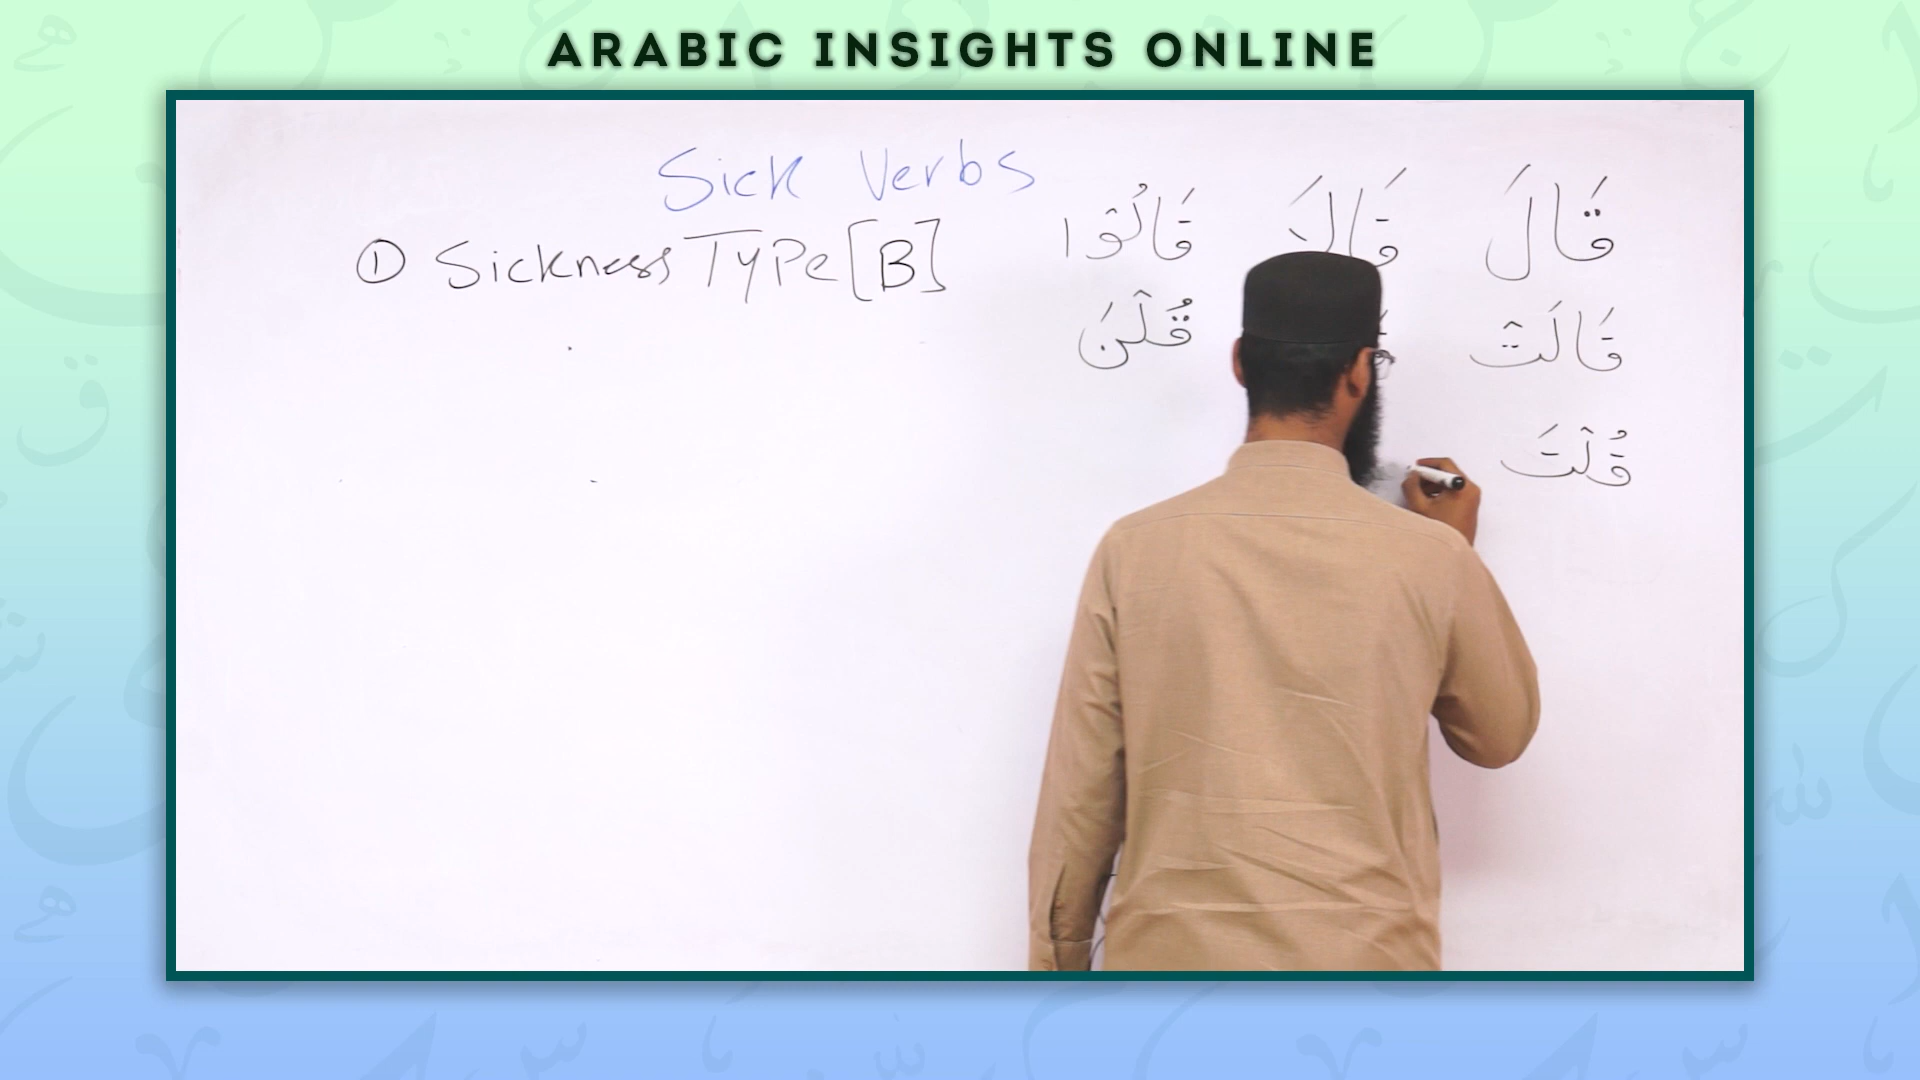 ARABIC INSIGHTS ONLINE
Sick Verbs
① Sickness Type [B]
قَالَ قَالَا قَالُوْا
قَالَتْ قُلْنَ
قُلْتَ